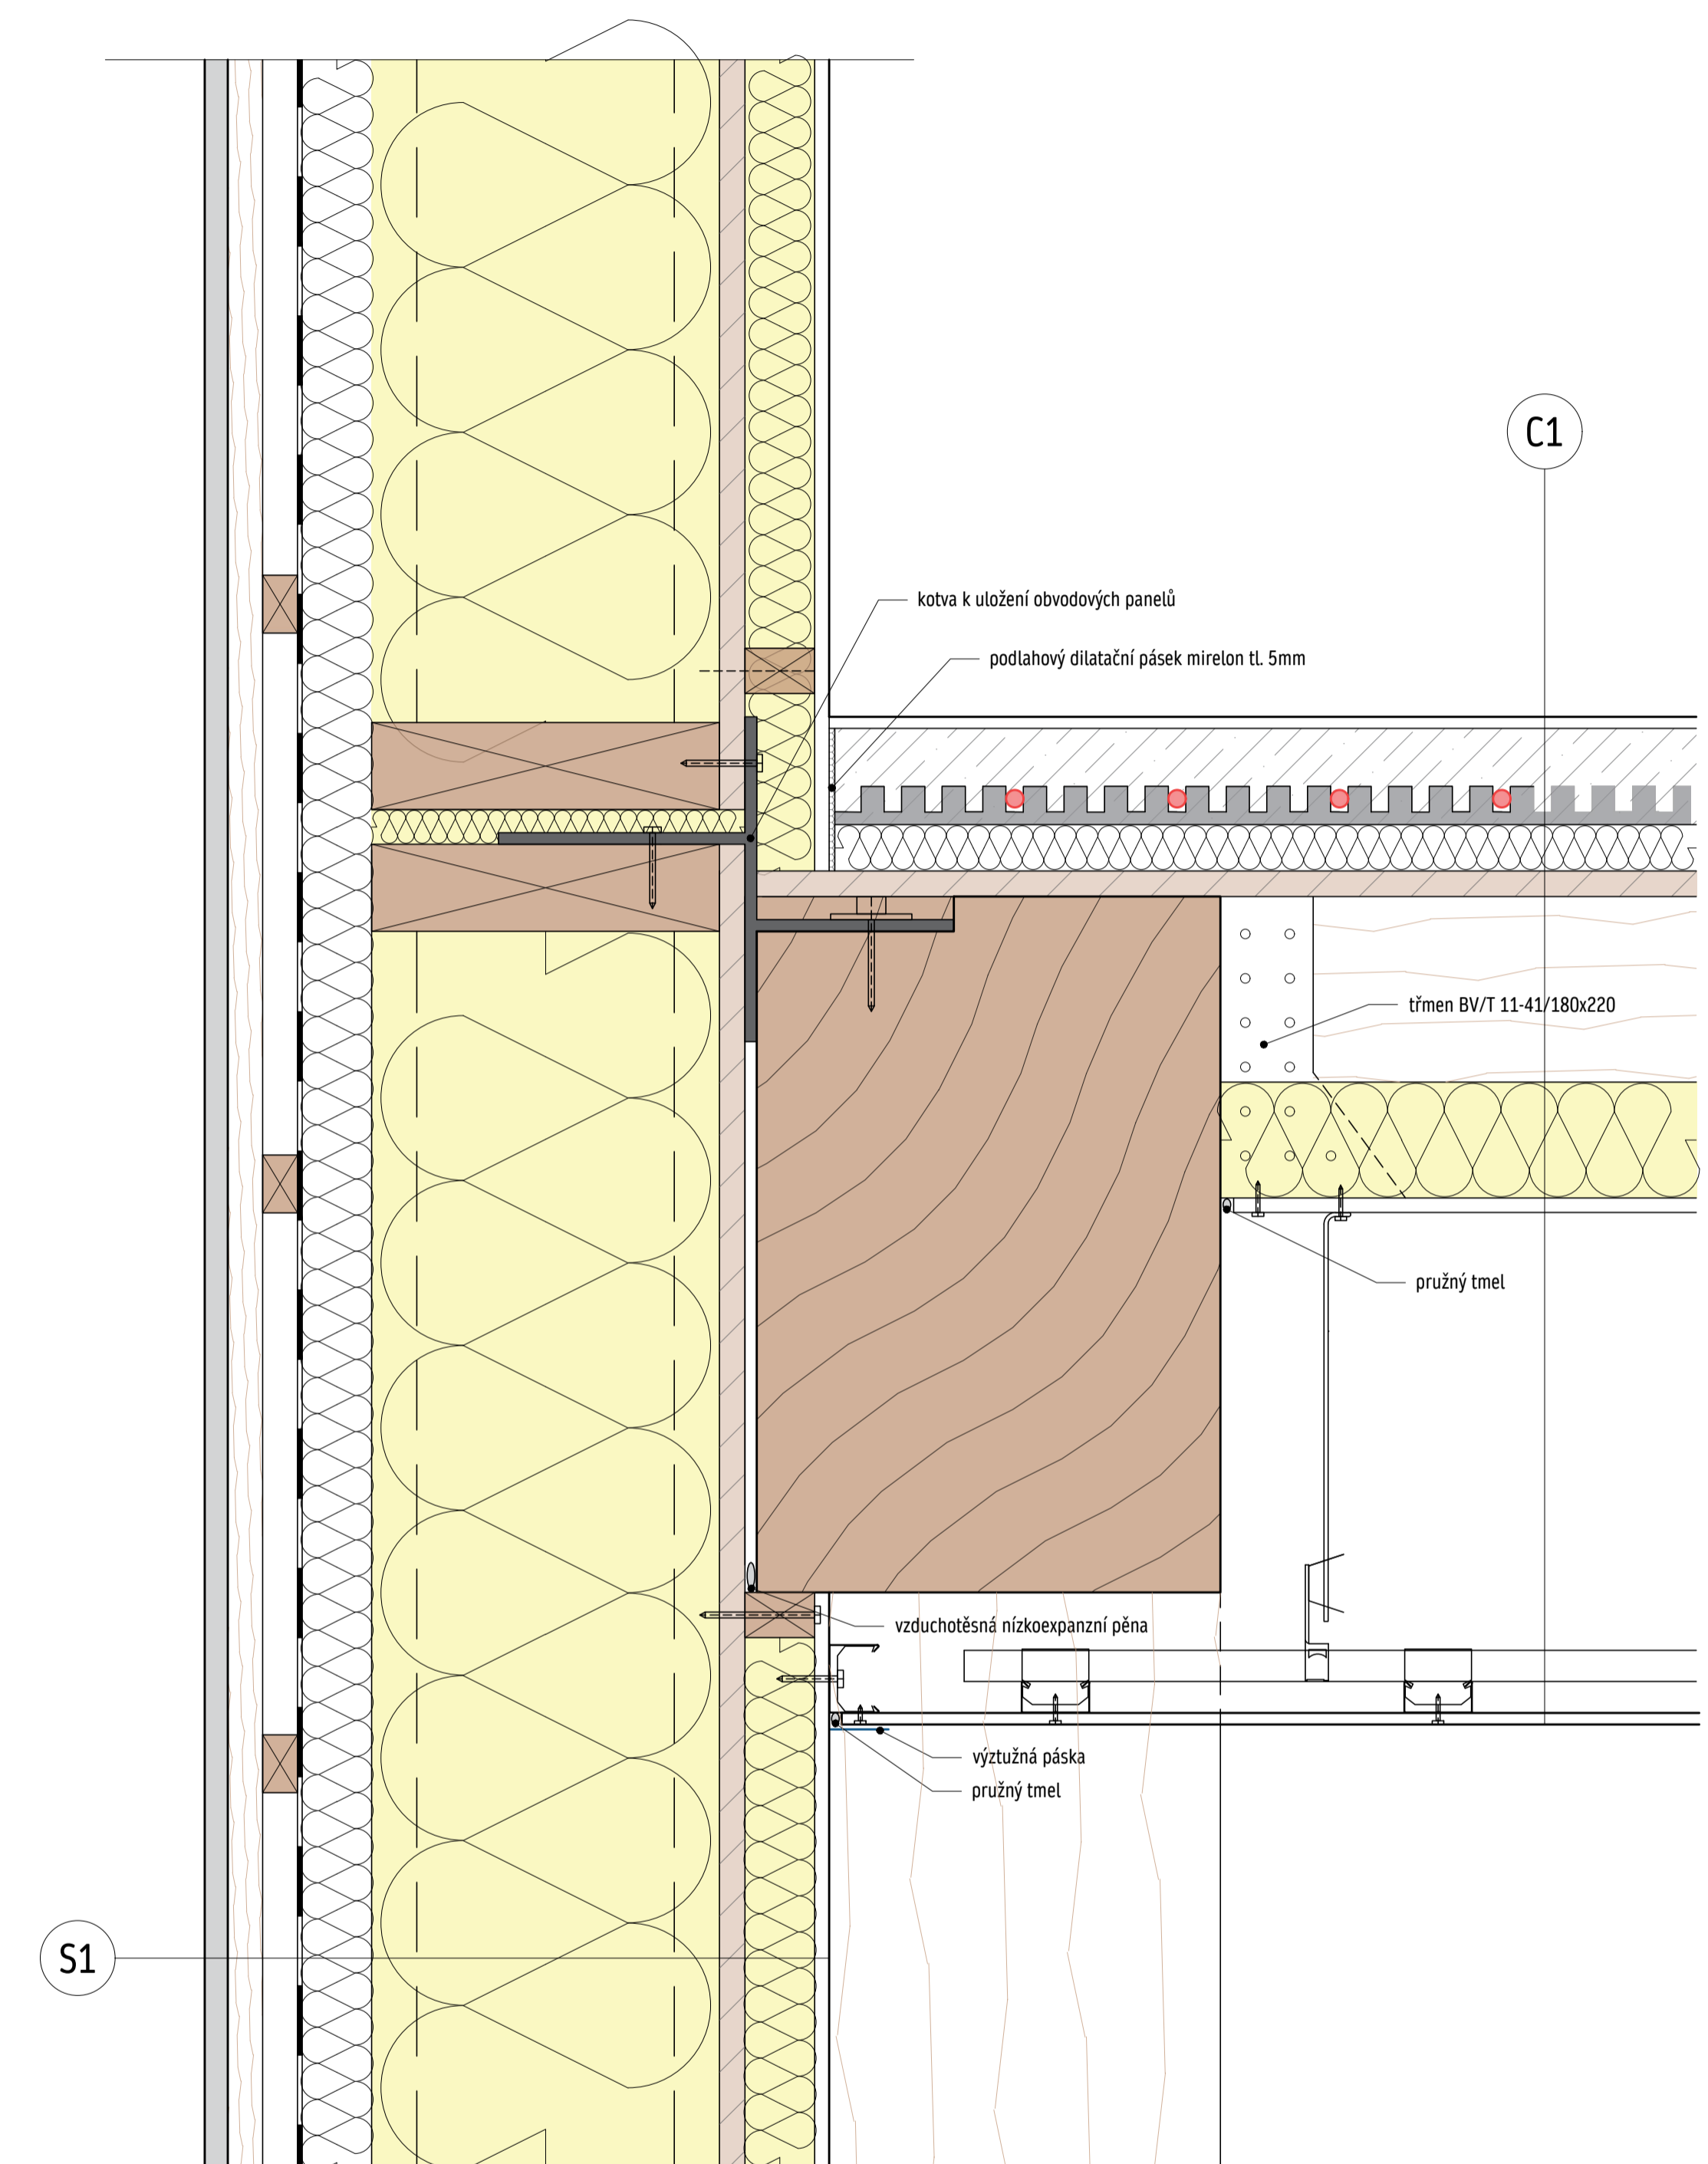 C1
kotva k uložení obvodových panelů
podlahový dilatační pásek mirelon tl. 5mm
třmen BV/T 11-41/180x220
pružný tmel
vzduchotěsná nízkoexpanzní pěna
výztužná páska
pružný tmel
S1